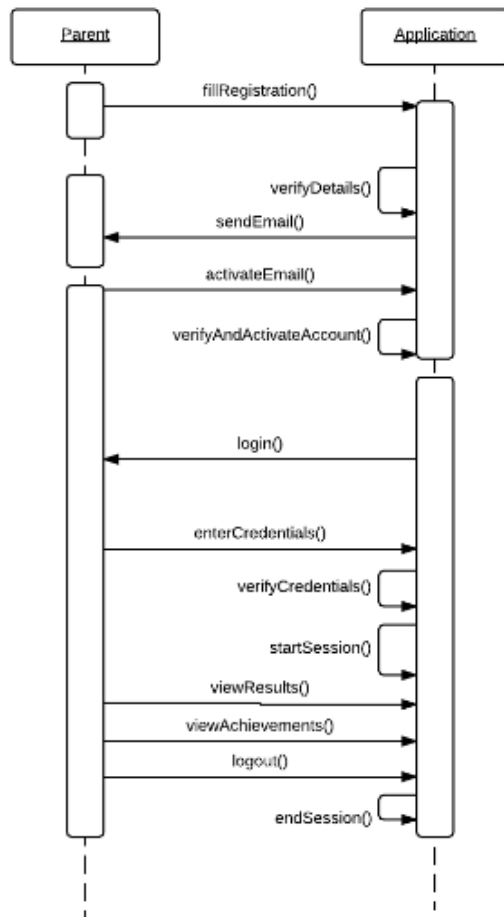 Parent
Application
fillRegistration()
verifyDetails()
sendEmail()
activateEmail()
verifyAndActivateAccount()
login()
enterCredentials()
verifyCredentials()
startSession()
viewResults()
viewAchievements()
logout()
endSession()